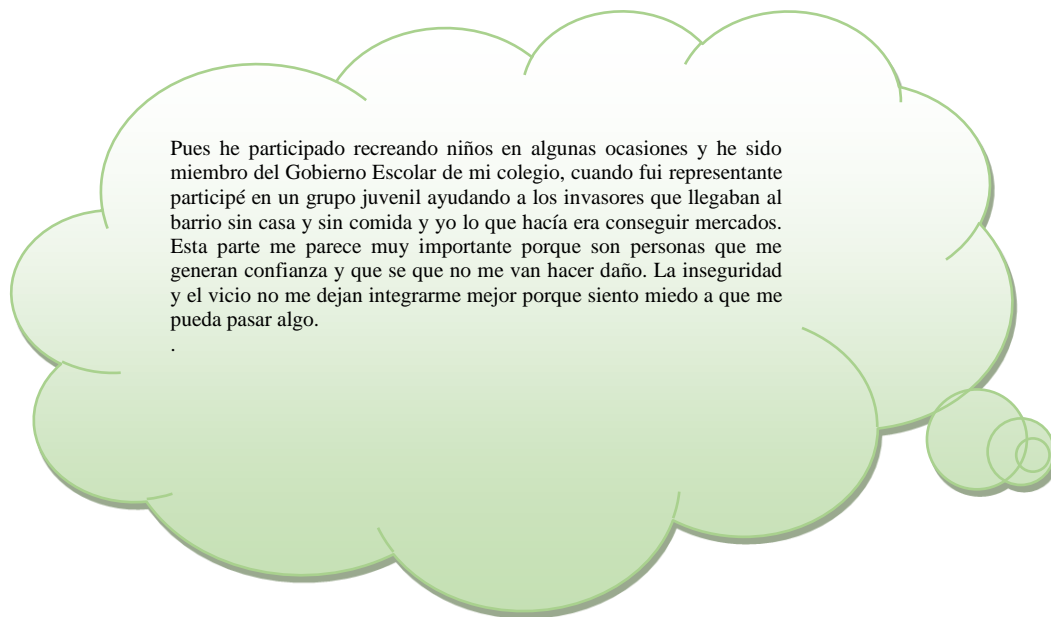 Pues he participado recreando niños en algunas ocasiones y he sido
miembro del Gobierno Escolar de mi colegio, cuando fui representante
participé en un grupo juvenil ayudando a los invasores que llegaban al
barrio sin casa y sin comida y yo lo que hacía era conseguir mercados.
Esta parte me parece muy importante porque son personas que me
generan confianza y que se que no me van hacer daño. La inseguridad
y el vicio no me dejan integrarme mejor porque siento miedo a que me
pueda pasar algo.
.